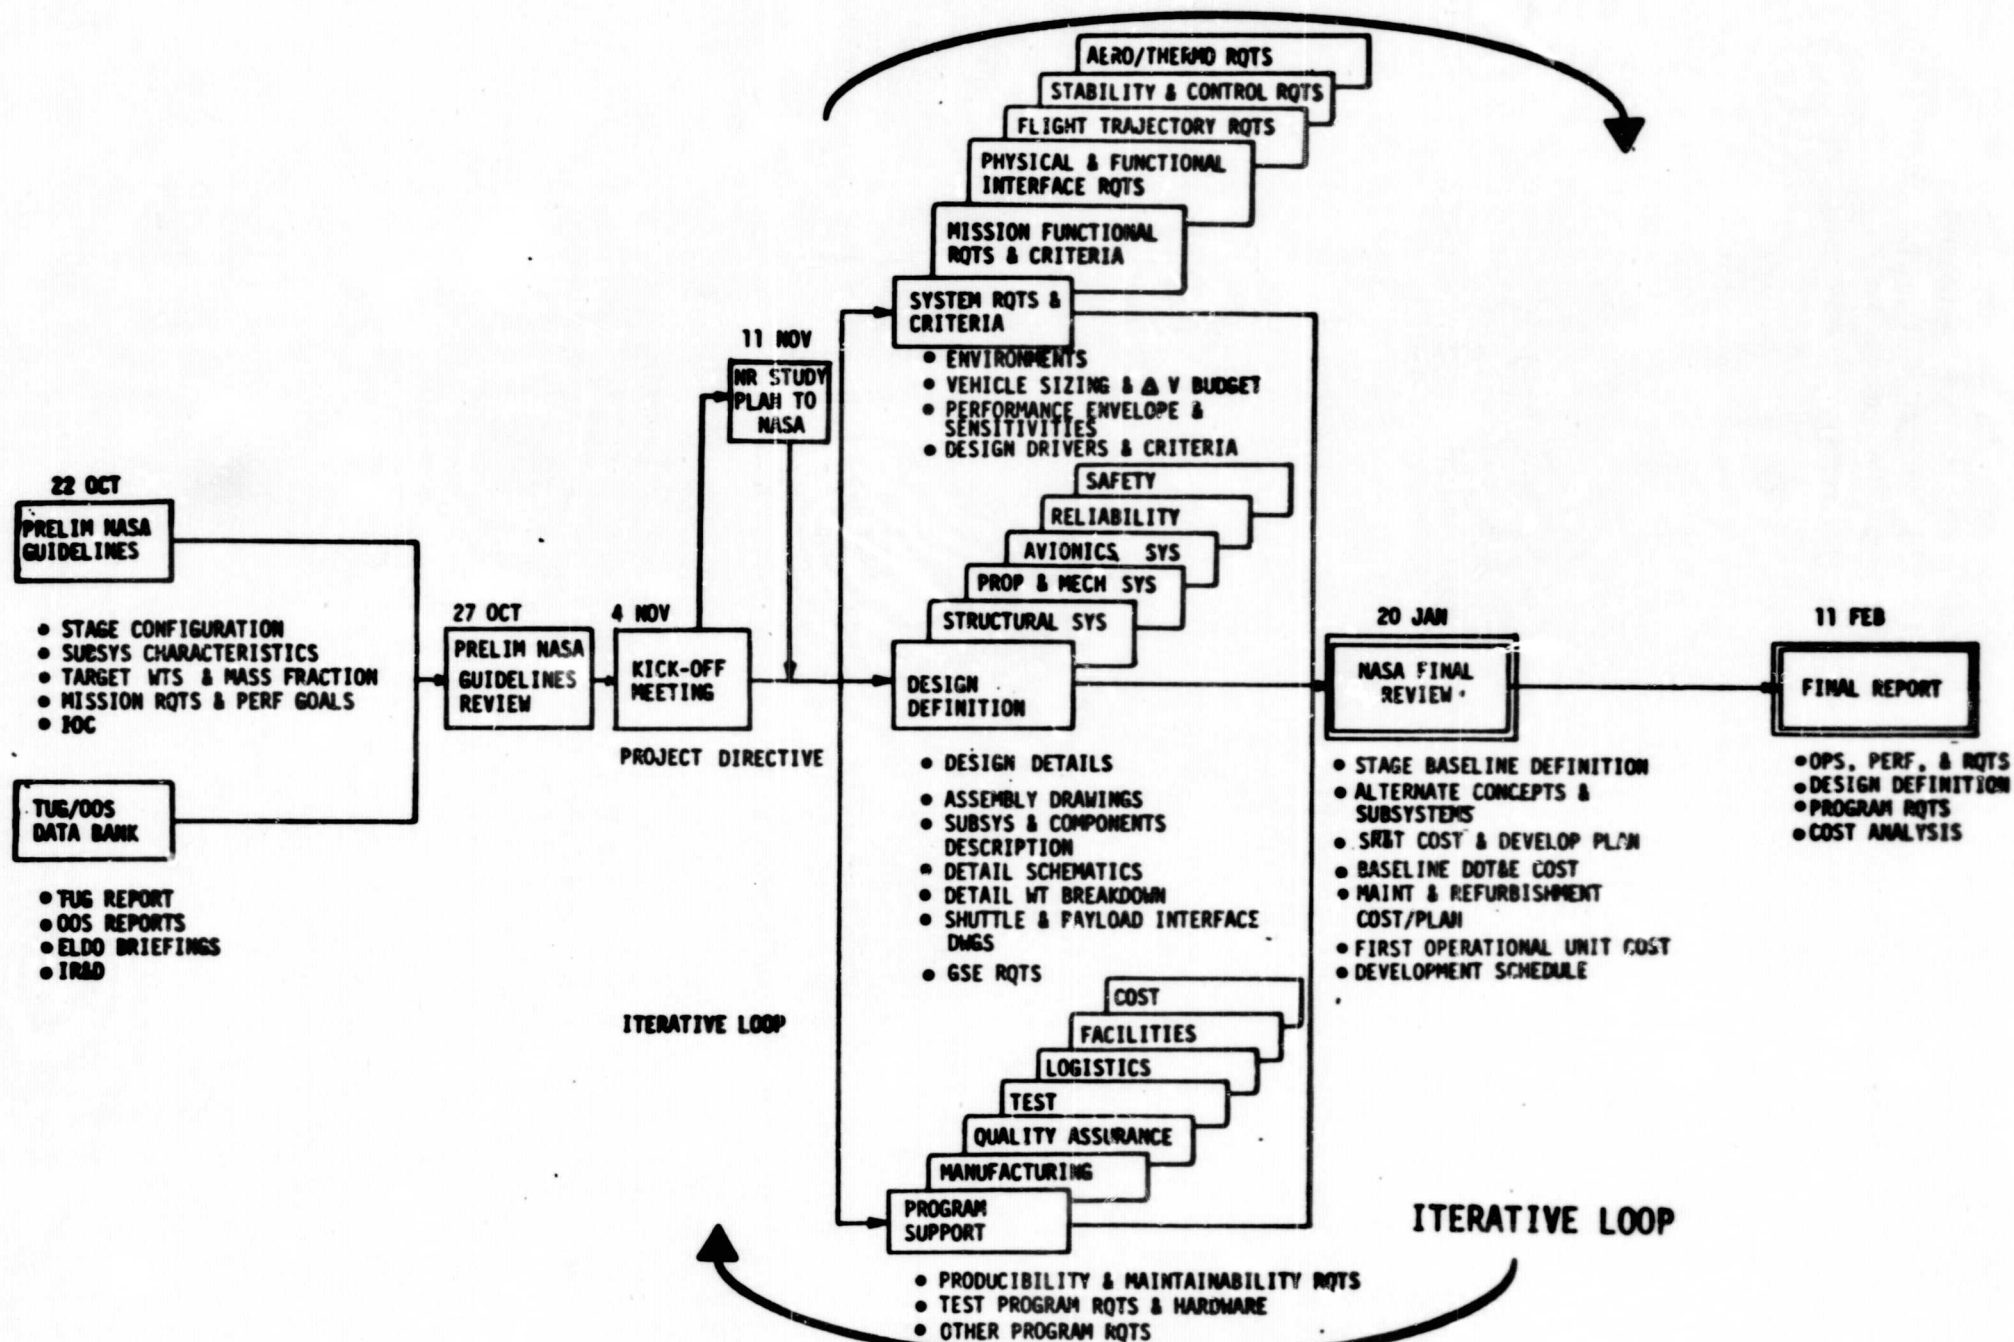 22 OCT
PRELIM NASA
GUIDELINES
● STAGE CONFIGURATION
● SUBSYS CHARACTERISTICS
● TARGET WTS & MASS FRACTION
● MISSION RQTS & PERF GOALS
● IOC
TUG/OOS
DATA BANK
● TUG REPORT
● OOS REPORTS
● ELDO BRIEFINGS
● IR&D
27 OCT
PRELIM NASA
GUIDELINES
REVIEW
4 NOV
KICK-OFF
MEETING
PROJECT DIRECTIVE
11 NOV
NR STUDY
PLAN TO
NASA
ITERATIVE LOOP
AERO/THERMO RQTS
STABILITY & CONTROL RQTS
FLIGHT TRAJECTORY RQTS
PHYSICAL & FUNCTIONAL
INTERFACE RQTS
MISSION FUNCTIONAL
RQTS & CRITERIA
SYSTEM RQTS &
CRITERIA
● ENVIRONMENTS
● VEHICLE SIZING & Δ V BUDGET
● PERFORMANCE ENVELOPE &
SENSITIVITIES
● DESIGN DRIVERS & CRITERIA
SAFETY
RELIABILITY
AVIONICS SYS
PROP & MECH SYS
STRUCTURAL SYS
DESIGN
DEFINITION
● DESIGN DETAILS
● ASSEMBLY DRAWINGS
● SUBSYS & COMPONENTS
DESCRIPTION
● DETAIL SCHEMATICS
● DETAIL WT BREAKDOWN
● SHUTTLE & PAYLOAD INTERFACE
DWGS
● GSE RQTS
COST
FACILITIES
LOGISTICS
TEST
QUALITY ASSURANCE
MANUFACTURING
PROGRAM
SUPPORT
● PRODUCIBILITY & MAINTAINABILITY RQTS
● TEST PROGRAM RQTS & HARDWARE
● OTHER PROGRAM RQTS
20 JAN
NASA FINAL
REVIEW
● STAGE BASELINE DEFINITION
● ALTERNATE CONCEPTS &
SUBSYSTEMS
● SR&T COST & DEVELOP PLAN
● BASELINE DDT&E COST
● MAINT & REFURBISHMENT
COST/PLAN
● FIRST OPERATIONAL UNIT COST
● DEVELOPMENT SCHEDULE
ITERATIVE LOOP
11 FEB
FINAL REPORT
● OPS, PERF, & RQTS
● DESIGN DEFINITION
● PROGRAM RQTS
● COST ANALYSIS